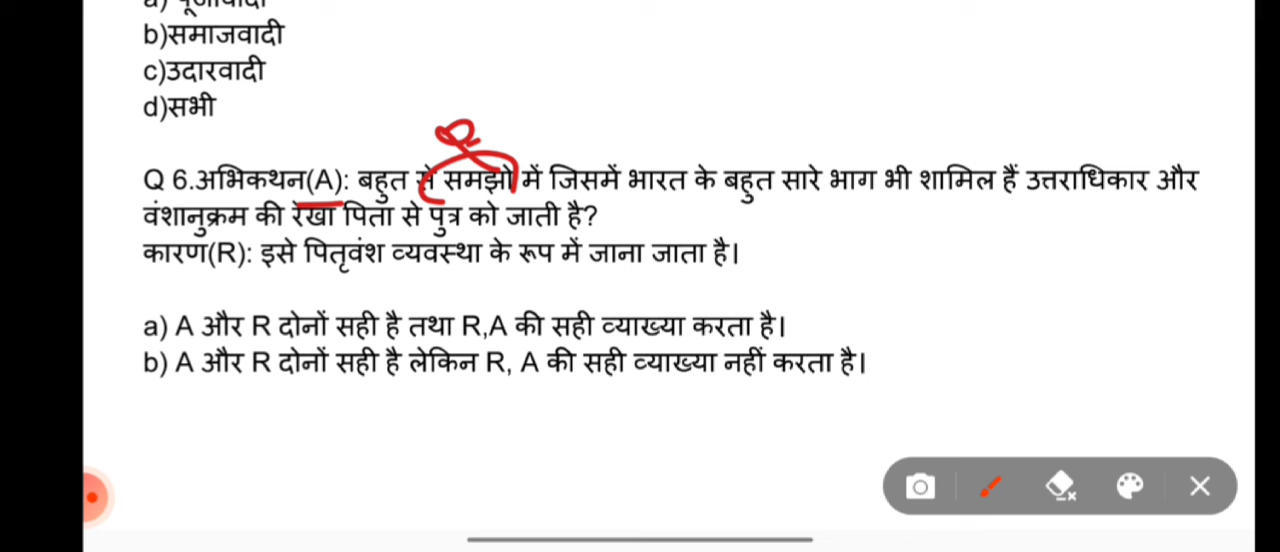 b)समाजवादी
c)उदारवादी
d)सभी
Q 6.अभिकथन(A): बहुत से समझो में जिसमें भारत के बहुत सारे भाग भी शामिल हैं उत्तराधिकार और
वंशानुक्रम की रेखा पिता से पुत्र को जाती है?
कारण(R): इसे पितृवंश व्यवस्था के रूप में जाना जाता है।
a) A और R दोनों सही है तथा R,A की सही व्याख्या करता है।
b) A और R दोनों सही है लेकिन R, A की सही व्याख्या नहीं करता है।